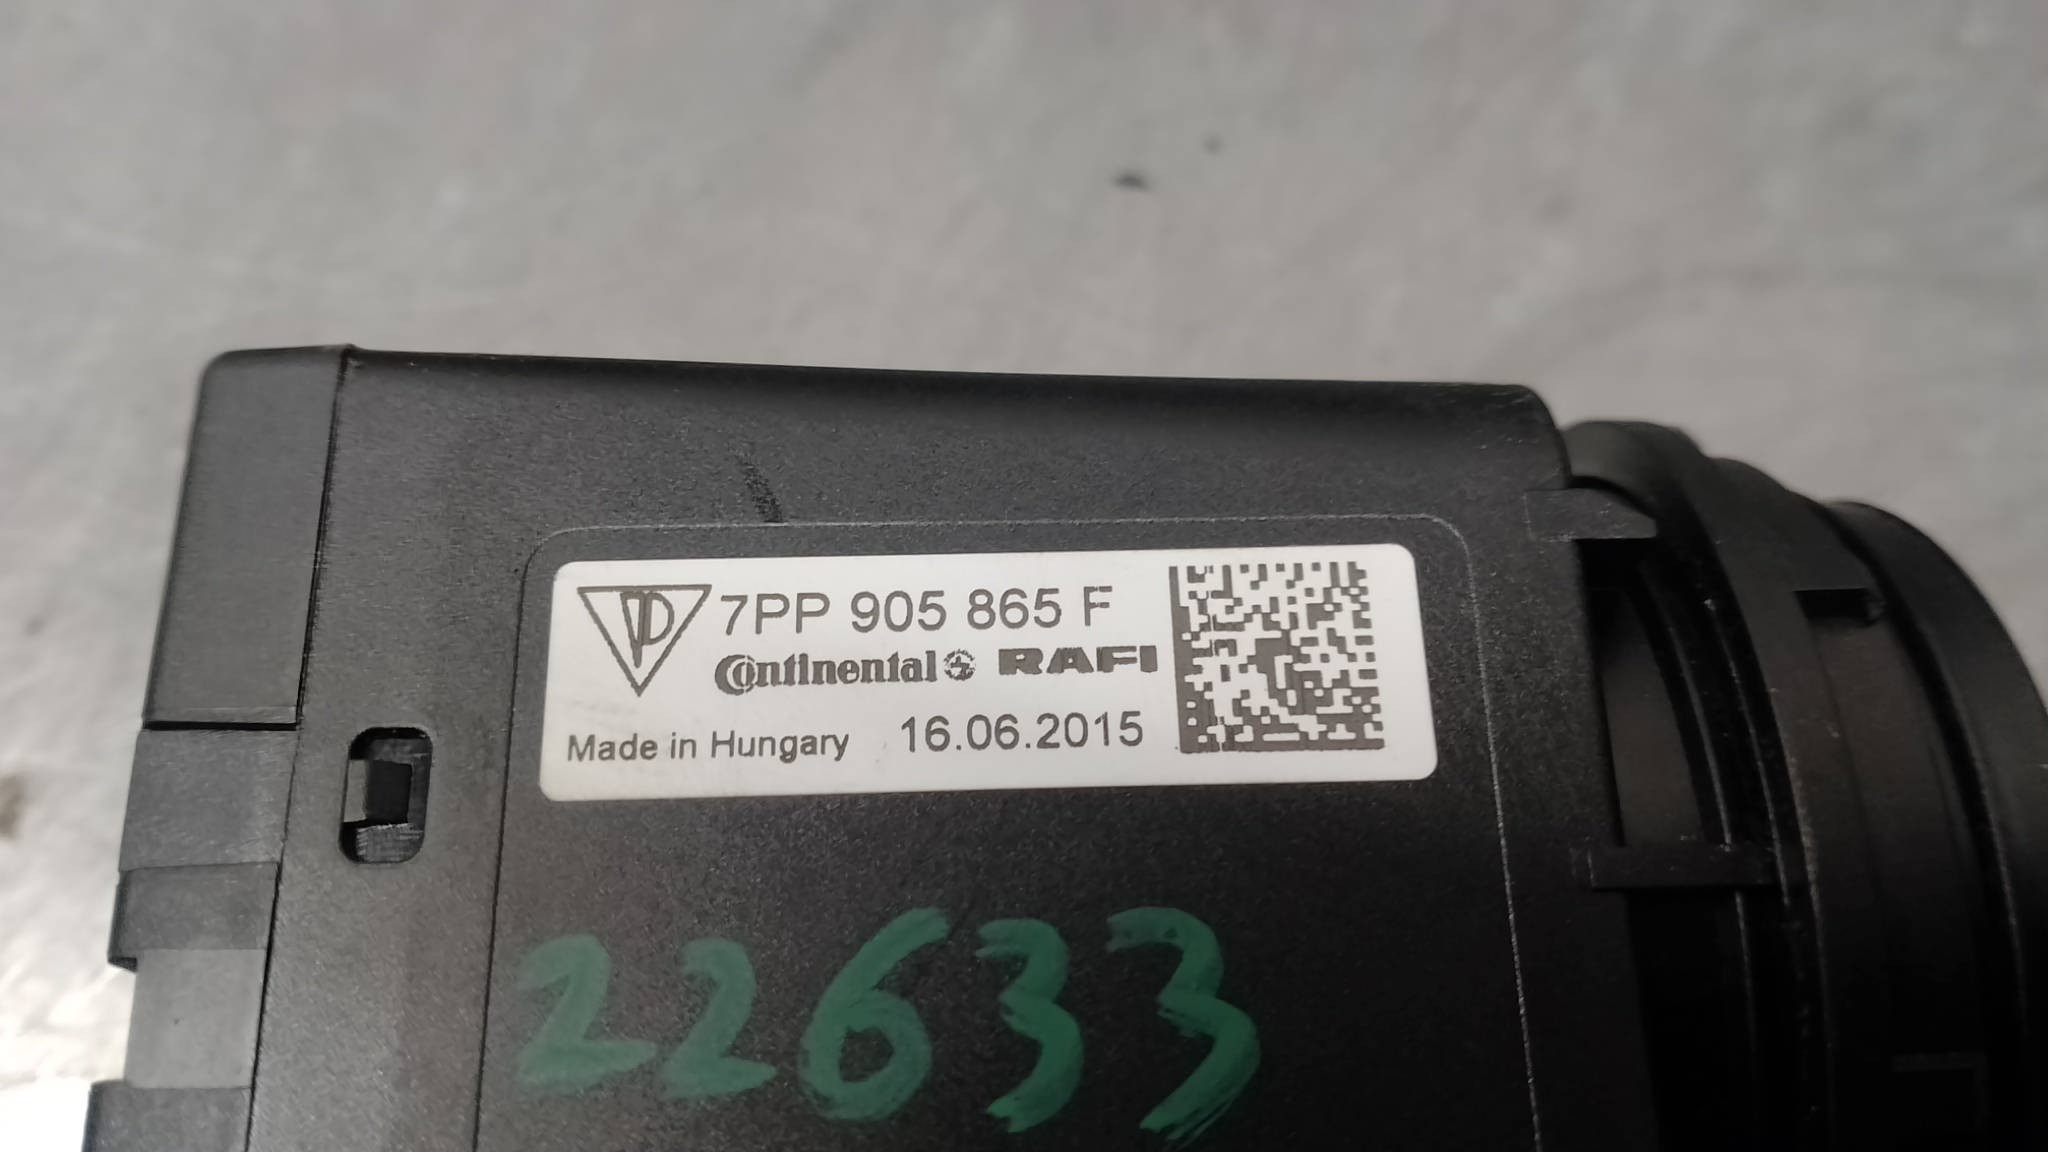 7PP 905 865 F
Continental RAFI
Made in Hungary 16.06.2015
22633